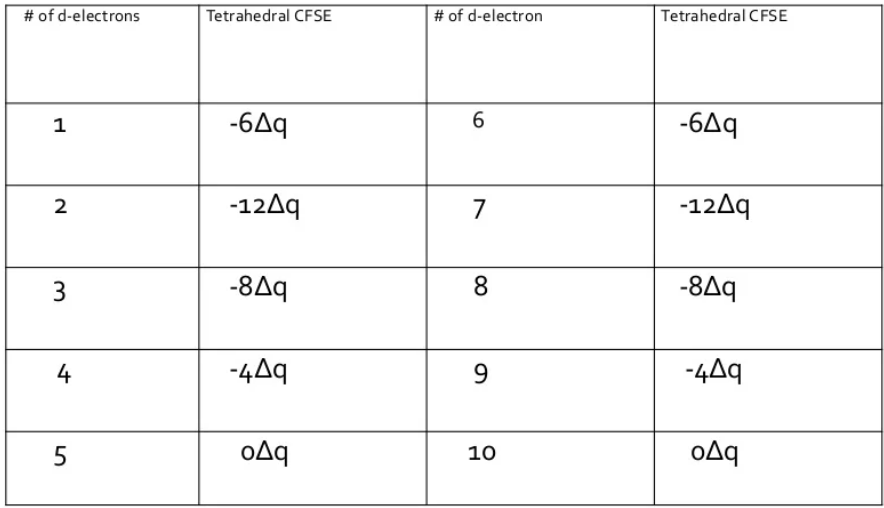 # of d-electrons Tetrahedral CFSE # of d-electron Tetrahedral CFSE
1 -6Δq 6 -6Δq
2 -12Δq 7 -12Δq
3 -8Δq 8 -8Δq
4 -4Δq 9 -4Δq
5 0Δq 10 0Δq